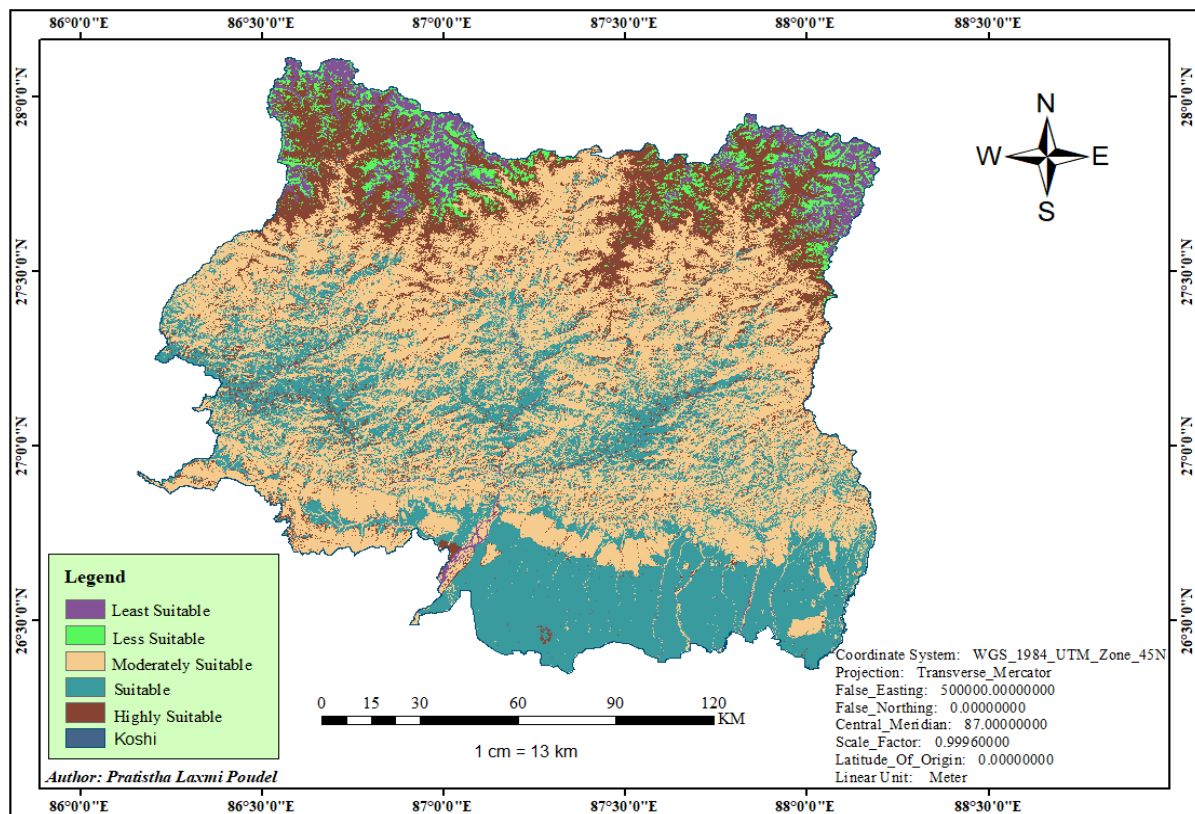 86°0'0"E 86°30'0"E 87°0'0"E 87°30'0"E 88°0'0"E 88°30'0"E
28°0'0"N
28°0'0"N
N
W E
S
27°30'0"N
27°30'0"N
27°0'0"N
27°0'0"N
26°30'0"N
26°30'0"N
Legend
Least Suitable
Less Suitable
Moderately Suitable
Suitable
Highly Suitable
Koshi
Author: Pratistha Laxmi Poudel
0 15 30 60 90 120
KM
1 cm = 13 km
Coordinate System: WGS_1984_UTM_Zone_45N
Projection: Transverse_Mercator
False_Easting: 500000.00000000
False_Northing: 0.00000000
Central_Meridian: 87.00000000
Scale_Factor: 0.99960000
Latitude_Of_Origin: 0.00000000
Linear Unit: Meter
86°0'0"E 86°30'0"E 87°0'0"E 87°30'0"E 88°0'0"E 88°30'0"E